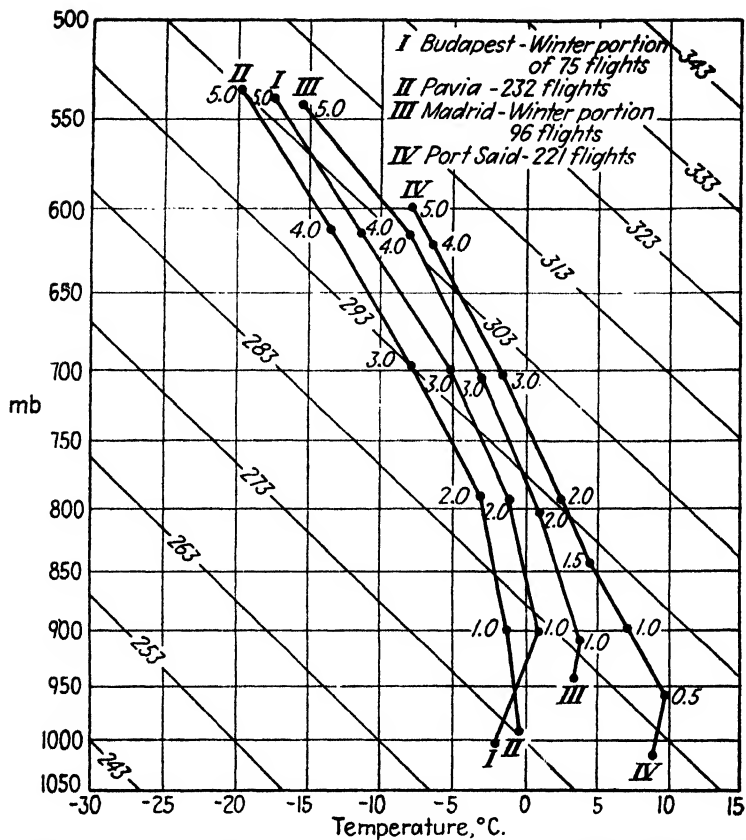 500
550
600
650
700
mb
750
800
850
900
950
1000
1050
I Budapest - Winter portion
of 75 flights
II Pavia - 232 flights
III Madrid - Winter portion
96 flights
IV Port Said - 221 flights
343
333
323
313
303
293
283
273
263
253
243
II I III
5.0 5.0 5.0
IV 5.0
4.0 4.0 4.0 4.0
3.0 3.0 3.0 3.0
2.0 2.0 2.0 2.0
1.5
1.0 1.0 1.0 1.0
0.5
I II III IV
-30 -25 -20 -15 -10 -5 0 5 10 15
Temperature, °C.